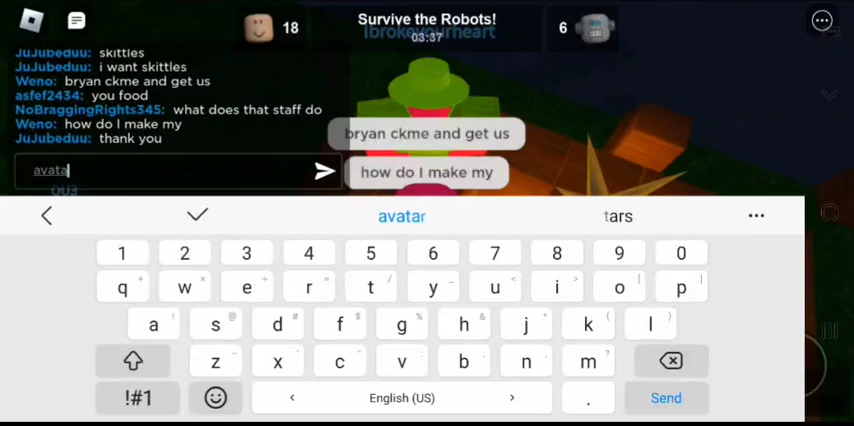 Survive the Robots!
03:37
18
6
Ibrokeyourheart
JuJubeduu: skittles
JuJubeduu: i want skittles
Weno: bryan ckme and get us
asfef2434: you food
NoBraggingRights345: what does that staff do
Weno: how do I make my
JuJubeduu: thank you
bryan ckme and get us
how do I make my
avata
avatar
tars
1 2 3 4 5 6 7 8 9 0
q w e r t y u i o p
a s d f g h j k l
z x c v b n m
!#1
English (US)
.
Send